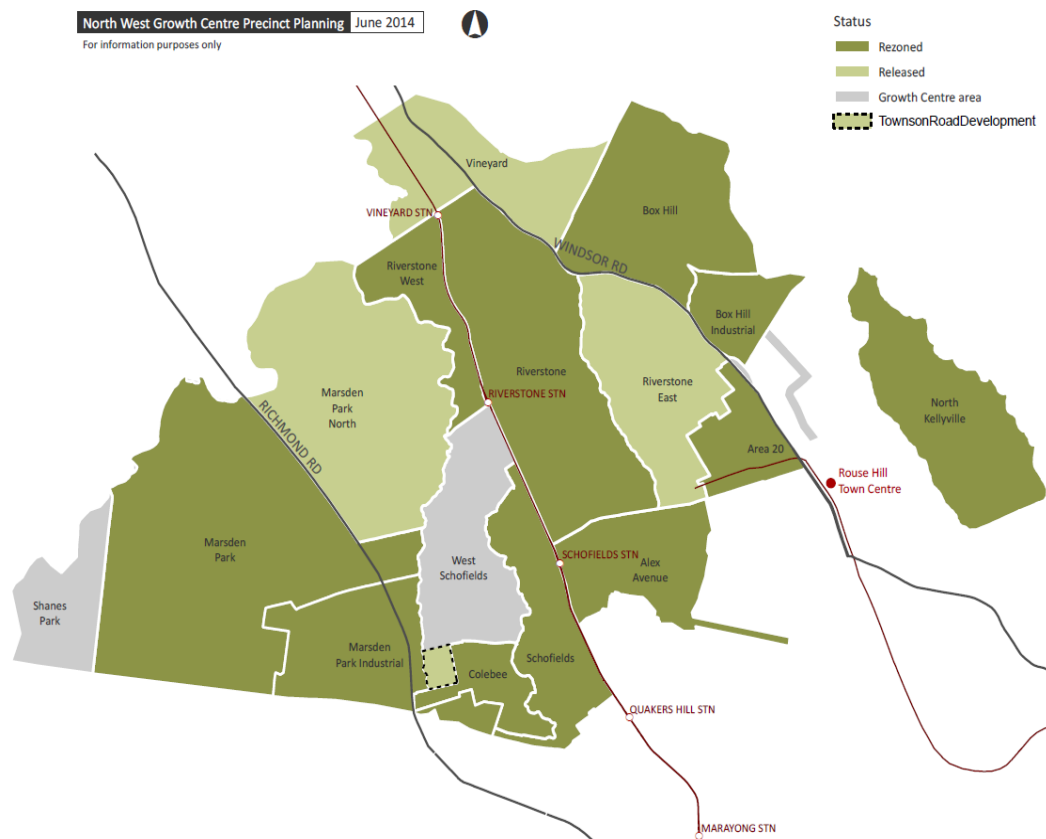 North West Growth Centre Precinct Planning June 2014
For information purposes only
Status
Rezoned
Released
Growth Centre area
TownsonRoadDevelopment
Vineyard
VINEYARD STN
Box Hill
WINDSOR RD
Riverstone
West
Box Hill
Industrial
Riverstone
RIVERSTONE STN
Riverstone
East
Marsden
Park
North
RICHMOND RD
North
Kellyville
Area 20
Rouse Hill
Town Centre
Marsden
Park
West
Schofields
SCHOFIELDS STN
Alex
Avenue
Shanes
Park
Marsden
Park Industrial
Colebee
Schofields
QUAKERS HILL STN
MARAYONG STN